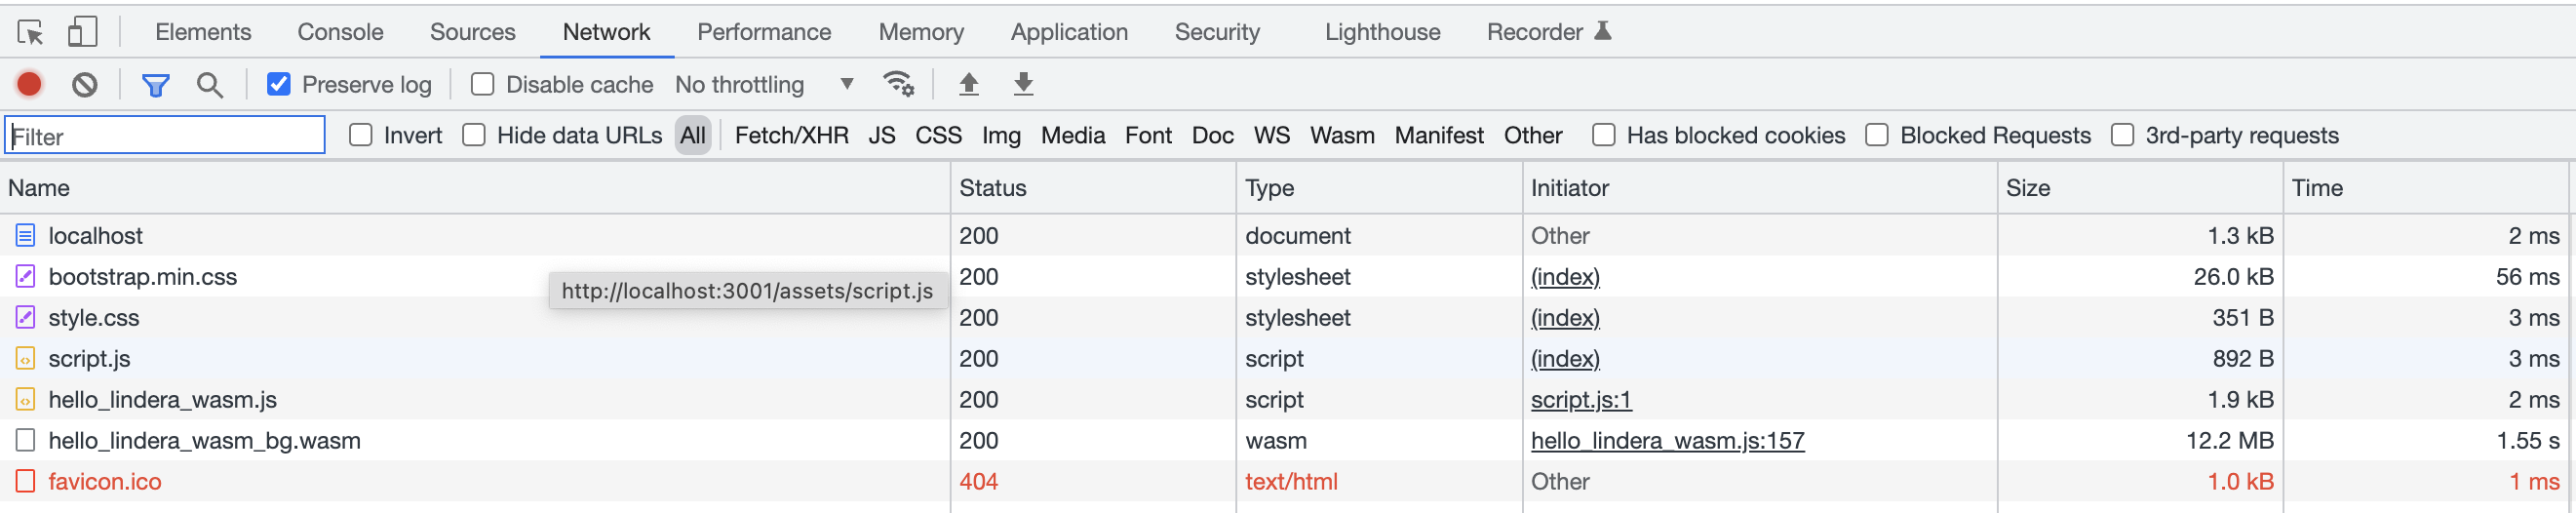 Elements Console Sources Network Performance Memory Application Security Lighthouse Recorder
Preserve log Disable cache No throttling
Filter Invert Hide data URLs All Fetch/XHR JS CSS Img Media Font Doc WS Wasm Manifest Other Has blocked cookies Blocked Requests 3rd-party requests
Name Status Type Initiator Size Time
localhost 200 document Other 1.3 kB 2 ms
bootstrap.min.css 200 stylesheet (index) 26.0 kB 56 ms
http://localhost:3001/assets/script.js
style.css 200 stylesheet (index) 351 B 3 ms
script.js 200 script (index) 892 B 3 ms
hello_lindera_wasm.js 200 script script.js:1 1.9 kB 2 ms
hello_lindera_wasm_bg.wasm 200 wasm hello_lindera_wasm.js:157 12.2 MB 1.55 s
favicon.ico 404 text/html Other 1.0 kB 1 ms